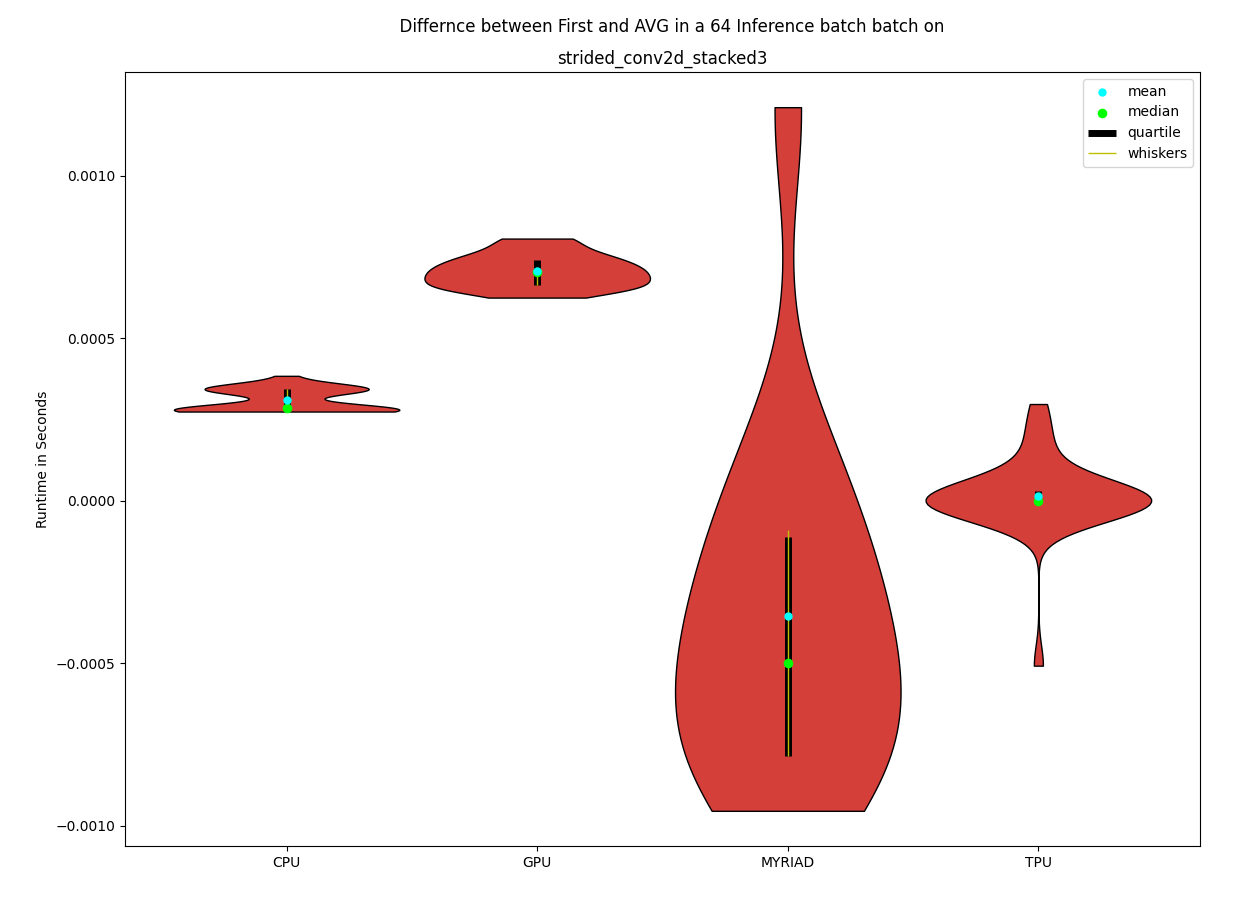 Differnce between First and AVG in a 64 Inference batch batch on
strided_conv2d_stacked3
mean
median
quartile
whiskers
0.0010
0.0005
0.0000
−0.0005
−0.0010
Runtime in Seconds
CPU
GPU
MYRIAD
TPU